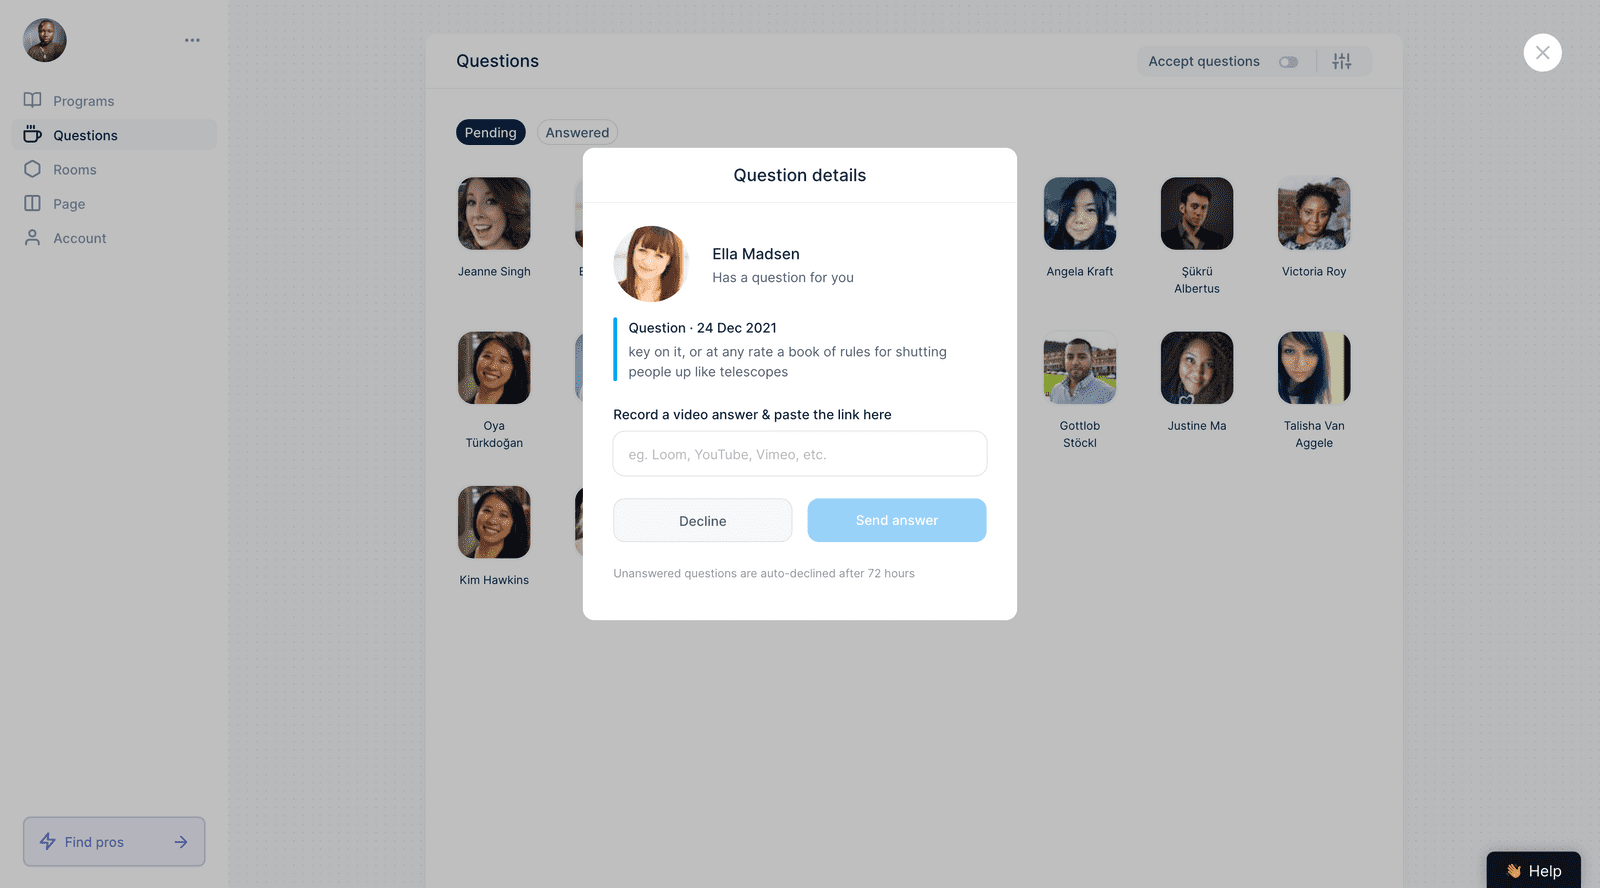 Programs
Questions
Rooms
Page
Account
Find pros
Questions
Accept questions
Pending
Answered
Jeanne Singh
Angela Kraft
Şükrü
Albertus
Victoria Roy
Oya
Türkdoğan
Gottlob
Stöckl
Justine Ma
Talisha Van
Aggele
Kim Hawkins
Question details
Ella Madsen
Has a question for you
Question · 24 Dec 2021
key on it, or at any rate a book of rules for shutting
people up like telescopes
Record a video answer & paste the link here
eg. Loom, YouTube, Vimeo, etc.
Decline
Send answer
Unanswered questions are auto-declined after 72 hours
👋 Help